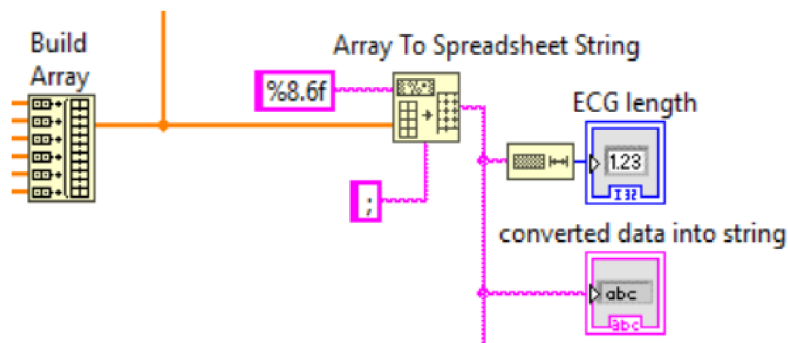 Build
Array
Array To Spreadsheet String
%8.6f
;
ECG length
1.23
I32
converted data into string
abc
abc